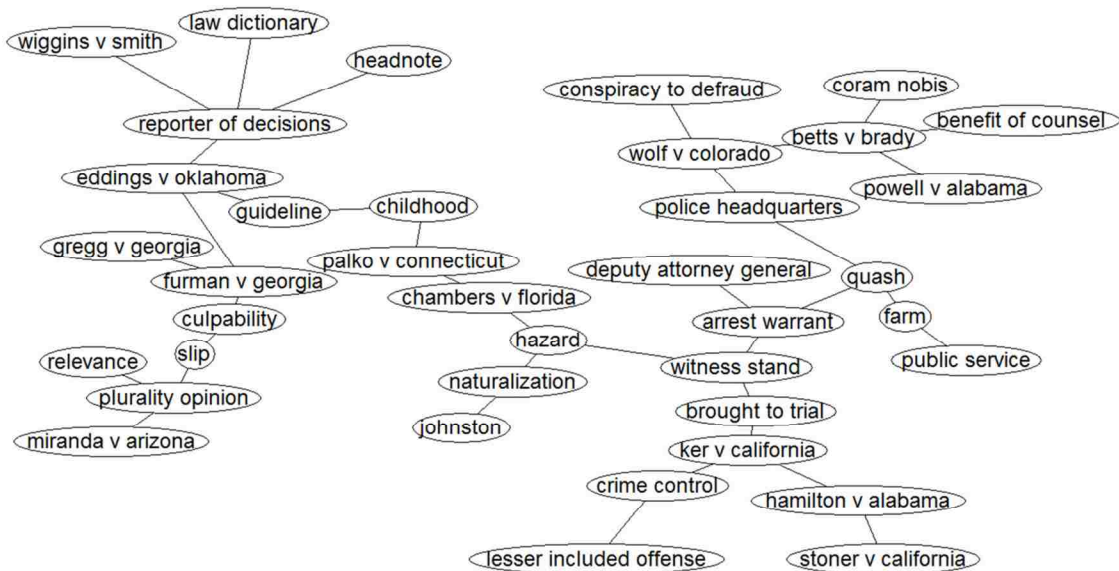 law dictionary
wiggins v smith
headnote
conspiracy to defraud
coram nobis
reporter of decisions
benefit of counsel
betts v brady
wolf v colorado
eddings v oklahoma
powell v alabama
guideline
childhood
police headquarters
gregg v georgia
palko v connecticut
deputy attorney general
quash
furman v georgia
chambers v florida
culpability
arrest warrant
farm
hazard
slip
relevance
witness stand
public service
naturalization
plurality opinion
brought to trial
johnston
miranda v arizona
ker v california
crime control
hamilton v alabama
lesser included offense
stoner v california